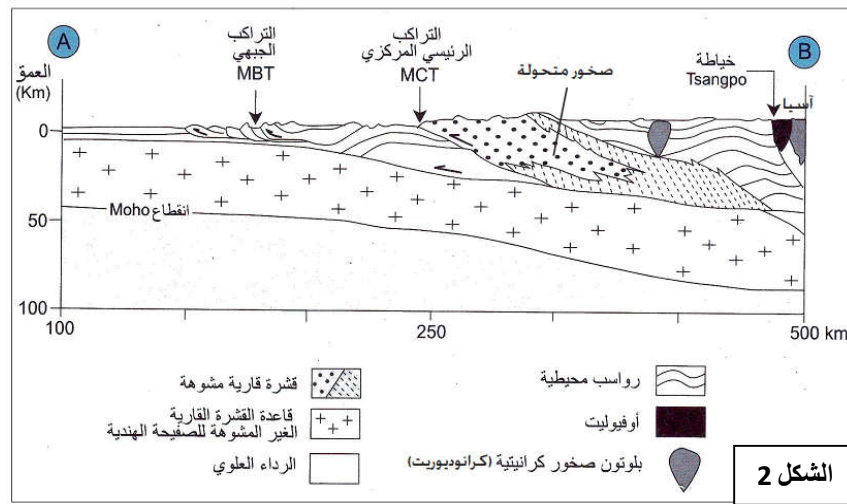 A
B
التراكب
الجبهي
MBT
التراكب
الرئيسي المركزي
MCT
صخور متحولة
خياطة
Tsangpo
آسيا
العمق
(Km)
0
50
100
انقطاع Moho
100
250
500 km
قشرة قارية مشوهة
قاعدة القشرة القارية
الغير المشوهة للصفيحة الهندية
الرداء العلوي
رواسب محيطية
أوفيوليت
بلوتون صخور كرانيتية (كرانوديوريت)
الشكل 2